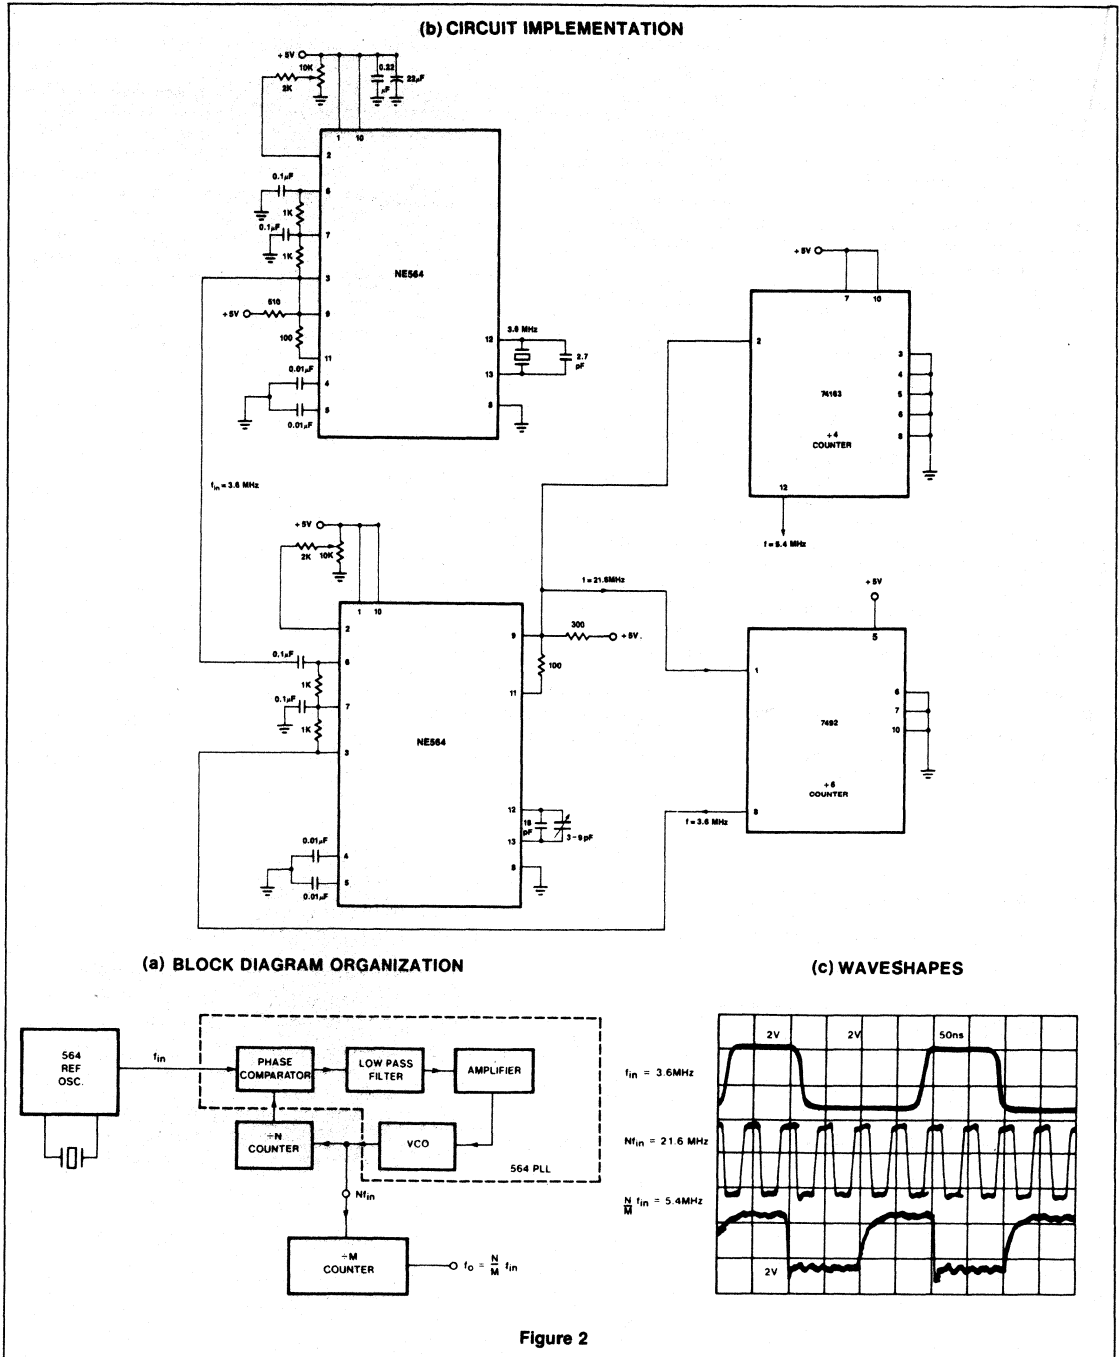 (b) CIRCUIT IMPLEMENTATION
+5V
10K
2K
0.22
µF
22µF
1
10
2
0.1µF
6
1K
0.1µF
7
1K
3
NE564
+5V
510
9
100
11
0.01µF
4
5
0.01µF
3.6 MHz
12
13
2.7
pF
8
+5V
7
10
2
3
4
5
6
8
74163
÷4
COUNTER
12
f = 5.4 MHz
fin = 3.6 MHz
+5V
2K
10K
1
10
2
0.1µF
6
1K
0.1µF
7
1K
3
NE564
9
300
+5V.
100
11
f = 21.6MHz
12
18
pF
3-9pF
13
8
0.01µF
4
5
0.01µF
+5V
5
1
6
7
10
7492
÷6
COUNTER
8
f = 3.6 MHz
(a) BLOCK DIAGRAM ORGANIZATION
564
REF
OSC.
fin
PHASE
COMPARATOR
LOW PASS
FILTER
AMPLIFIER
÷N
COUNTER
VCO
564 PLL
Nfin
÷M
COUNTER
fo = N/M fin
(c) WAVESHAPES
2V
2V
50ns
fin = 3.6MHz
Nfin = 21.6 MHz
N/M fin = 5.4MHz
2V
Figure 2